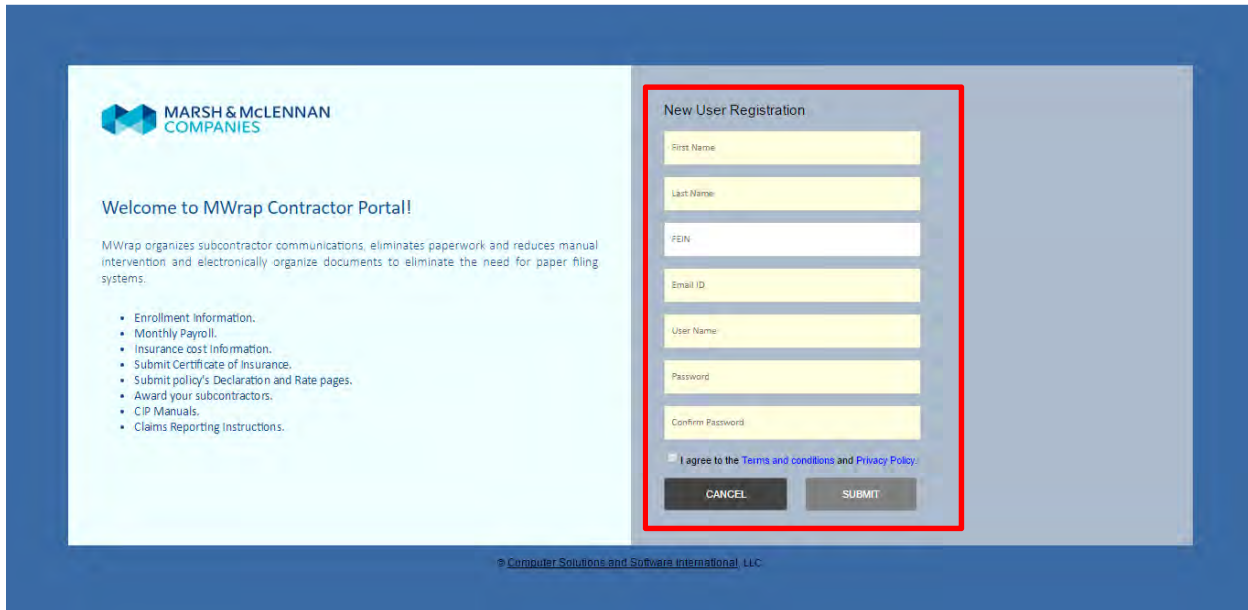 MARSH & McLENNAN
COMPANIES
Welcome to MWrap Contractor Portal!
MWrap organizes subcontractor communications, eliminates paperwork and reduces manual
intervention and electronically organize documents to eliminate the need for paper filing
systems.
• Enrollment Information.
• Monthly Payroll.
• Insurance cost Information.
• Submit Certificate of Insurance.
• Submit policy's Declaration and Rate pages.
• Award your subcontractors.
• CIP Manuals.
• Claims Reporting Instructions.
New User Registration
First Name
Last Name
FEIN
Email ID
User Name
Password
Confirm Password
I agree to the Terms and conditions and Privacy Policy.
CANCEL SUBMIT
© Computer Solutions and Software International, LLC